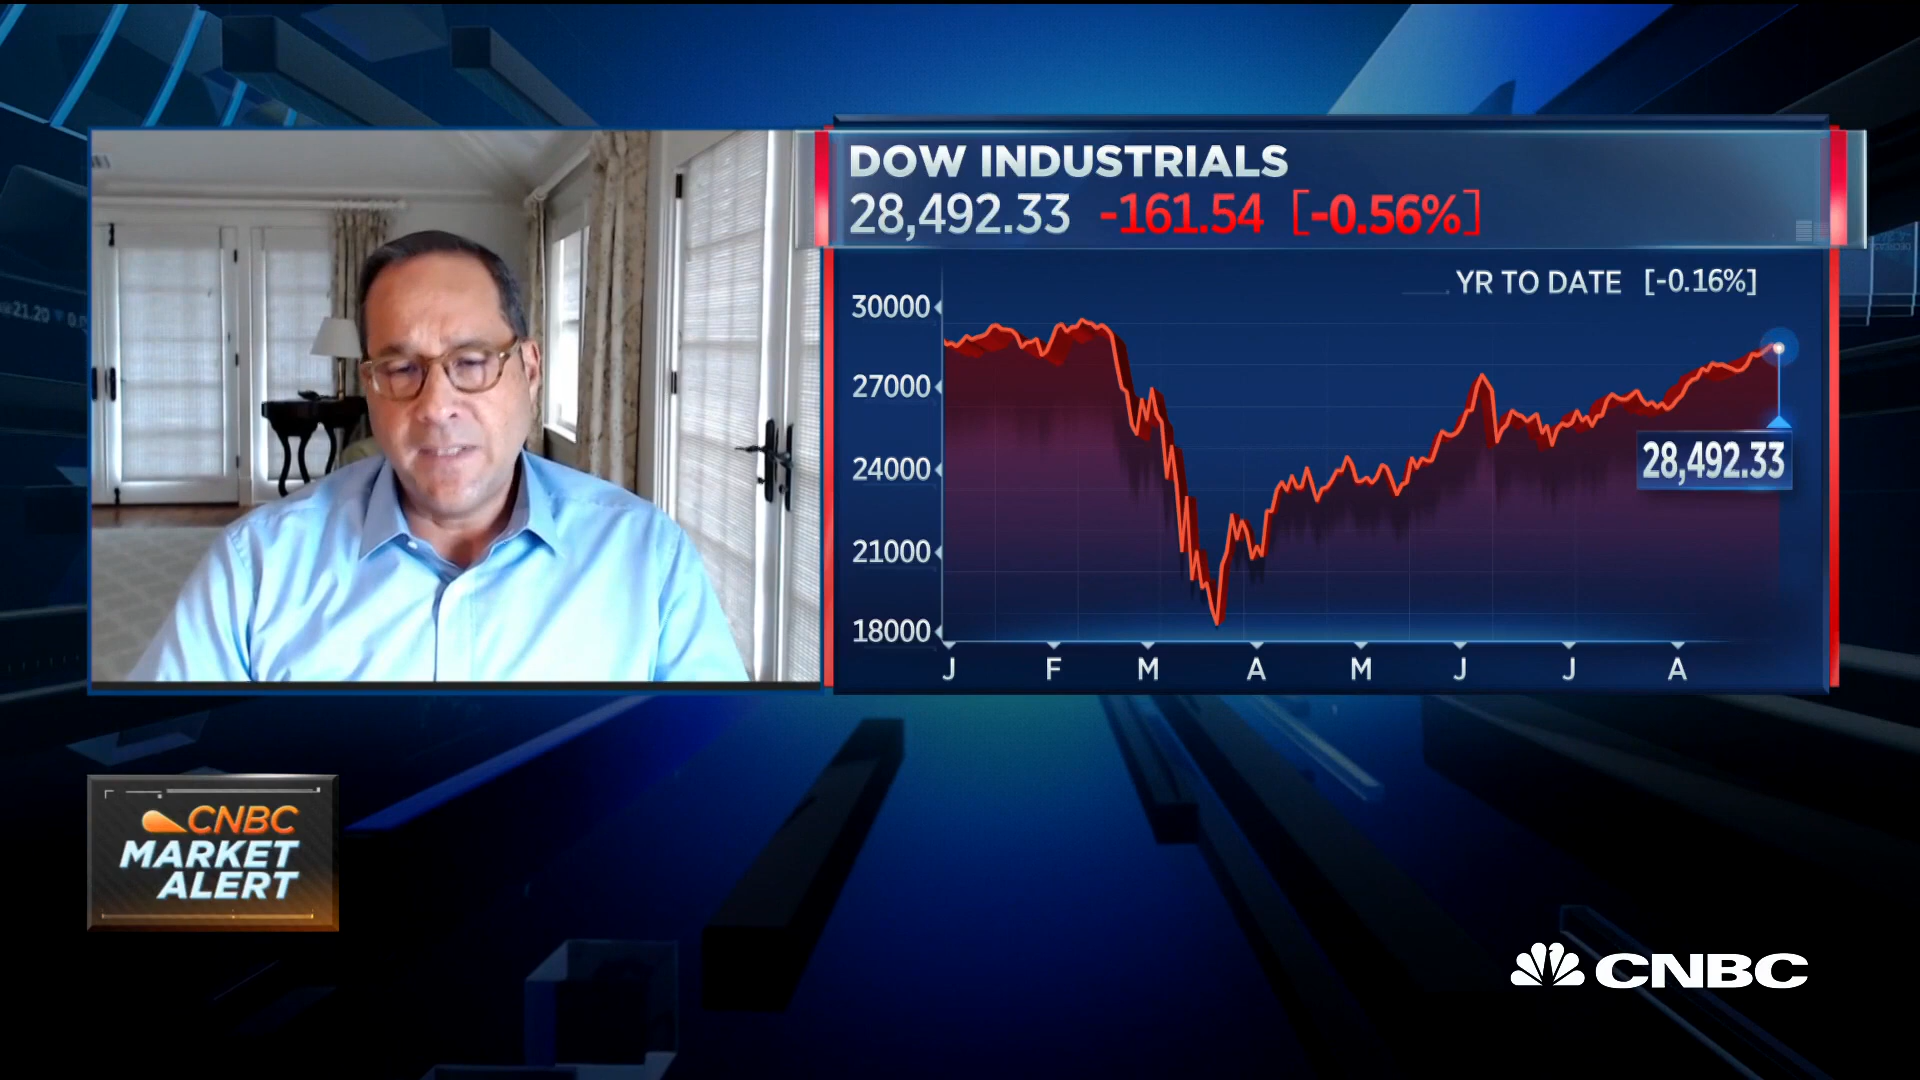 DOW INDUSTRIALS
28,492.33 -161.54 [-0.56%]
YR TO DATE [-0.16%]
30000
27000
24000
21000
18000
28,492.33
J F M A M J J A
CNBC
MARKET
ALERT
CNBC